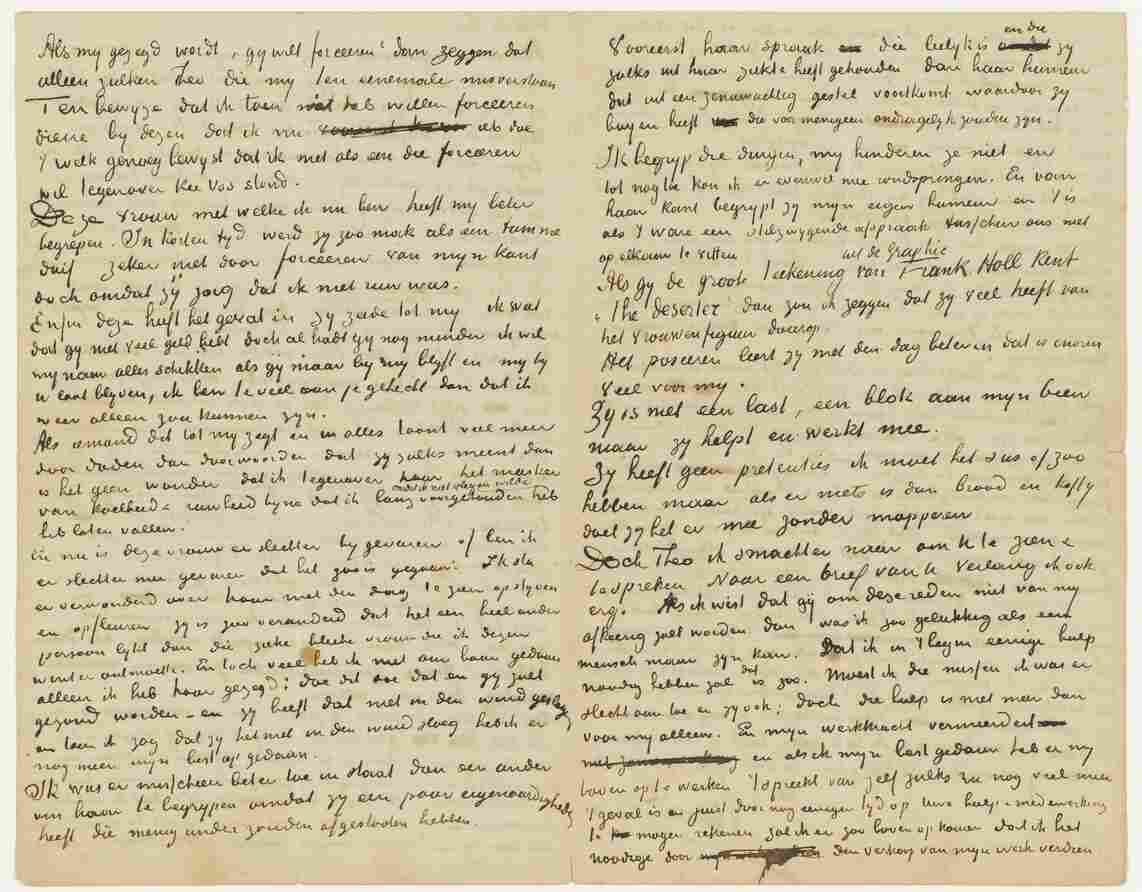 Als my gezegd wordt, "gy wilt forceeren" dan zeggen dat
alleen zulken Theo die my ten eenenmale misverstaan
Ten bewyze dat ik toen niet heb willen forceeren
diene by dezen dat ik nu ook doe
't welk genoeg bewyst dat ik niet als een die forceeren
wil tegenover Kee Vos stond.
Deze vrouw met welke ik nu ben heeft my beter
begrepen. In korten tyd werd zy zoo mak als een tamme
duif zeker niet door forceeren van myn kant
doch omdat zy zag dat ik niet ruw was.
Enfin deze heeft het geval in zy zeide tot my ik weet
dat gy niet veel geld hebt doch al hadt gy nog minder ik wil
my naar alles schikken als gij maar by my blyft en my by
u laat blyven, ik ben te veel aan je gehecht dan dat ik
weer alleen zou kunnen zyn.
Als iemand dit tot my zegt en in alles toont veel meer
door daden dan door woorden dat zy zulks meent dan
is het geen wonder dat ik tegenover haar het masker
van koelheid & ruwheid byna dat ik lang voorgehouden heb omdat ik niet vleyen wilde
heb laten vallen.
En nu is deze vrouw er slechter by gevaren of ben ik
er slechter mee gevaren dat het zoo is gegaan? Ik sta
er verwonderd over haar met den dag te zien opstyven
en opfleuren zy is zoo veranderd dat het een heel ander
persoon lykt dan die zieke bleeke vrouw die ik dezen
winter ontmoette. En toch veel heb ik niet aan haar gedaan
alleen ik heb haar gezegd; doe dit doe dat en gy zult
gezond worden – en zy heeft dat niet in den wind geslagen
en toen ik zag dat zy het niet in den wind sloeg heb ik er
nog meer myn best op gedaan.
Ik was er misschien beter toe in staat dan een ander
om haar te begrypen omdat zy een paar eigenaardigheden
heeft die menig ander zouden afgestooten hebben.
Vooreerst, haar spraak die leelyk is en die zy
zulks uit haar ziekte heeft gehouden dan haar humeur
dat uit een zenuwachtig gestel voortkomt waardoor zy
buyen heeft die voor menigeen ondragelyk zouden zyn.
Ik begryp die dingen, my hinderen ze niet en
tot nog toe kon ik er evenwel mee omspringen. En van
haar kant begrypt zy myn eigen humeur en 't is
als 't ware een stilzwygende afspraak tusschen ons niet
op elkaar te vitten.
Als gy de groote teekening van Frank Holl kent uit de Graphic
"The deserter" dan zou ik zeggen dat zy veel heeft van
het vrouwenfiguur daarop.
Het poseeren leert zy met den dag beter en dat is enorm
veel voor my.
Zy is niet een last, een blok aan myn been
maar zy helpt en werkt mee.
Zy heeft geen pretenties ik moet het dus of zoo
hebben maar als er niets is dan brood en koffy
doet zy het er mee zonder mopperen
Doch Theo ik smachter naar om U te zien &
te spreken Naar een brief van U verlang ik ook
erg. Als ik wist dat gij om deze reden niet van my
afkeerig zult worden dan was ik zoo gelukkig als een
mensch maar zyn kan. Dat ik in 't begin eenige hulp
noodig hebben zal dat is zoo. Moest ik die missen ik was er
slecht aan toe en zy ook; doch die hulp is niet meer dan
voor my alleen. En myn werkkracht vermeerdert
en als ik myn best gedaan heb er my
boven op te werken 't spreekt van zelf zulks zu nog veel meer
't geval is en juist door nog eenigen tyd op Uwe hulp & medewerking
te mogen rekenen zal ik er zoo boven op komen dat ik het
noodige door den verkoop van myn werk verdien